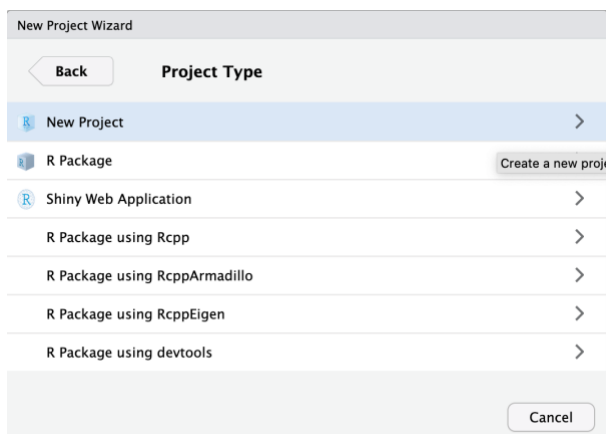 New Project Wizard
Back
Project Type
R New Project
R R Package
Create a new proj
R Shiny Web Application
R Package using Rcpp
R Package using RcppArmadillo
R Package using RcppEigen
R Package using devtools
Cancel